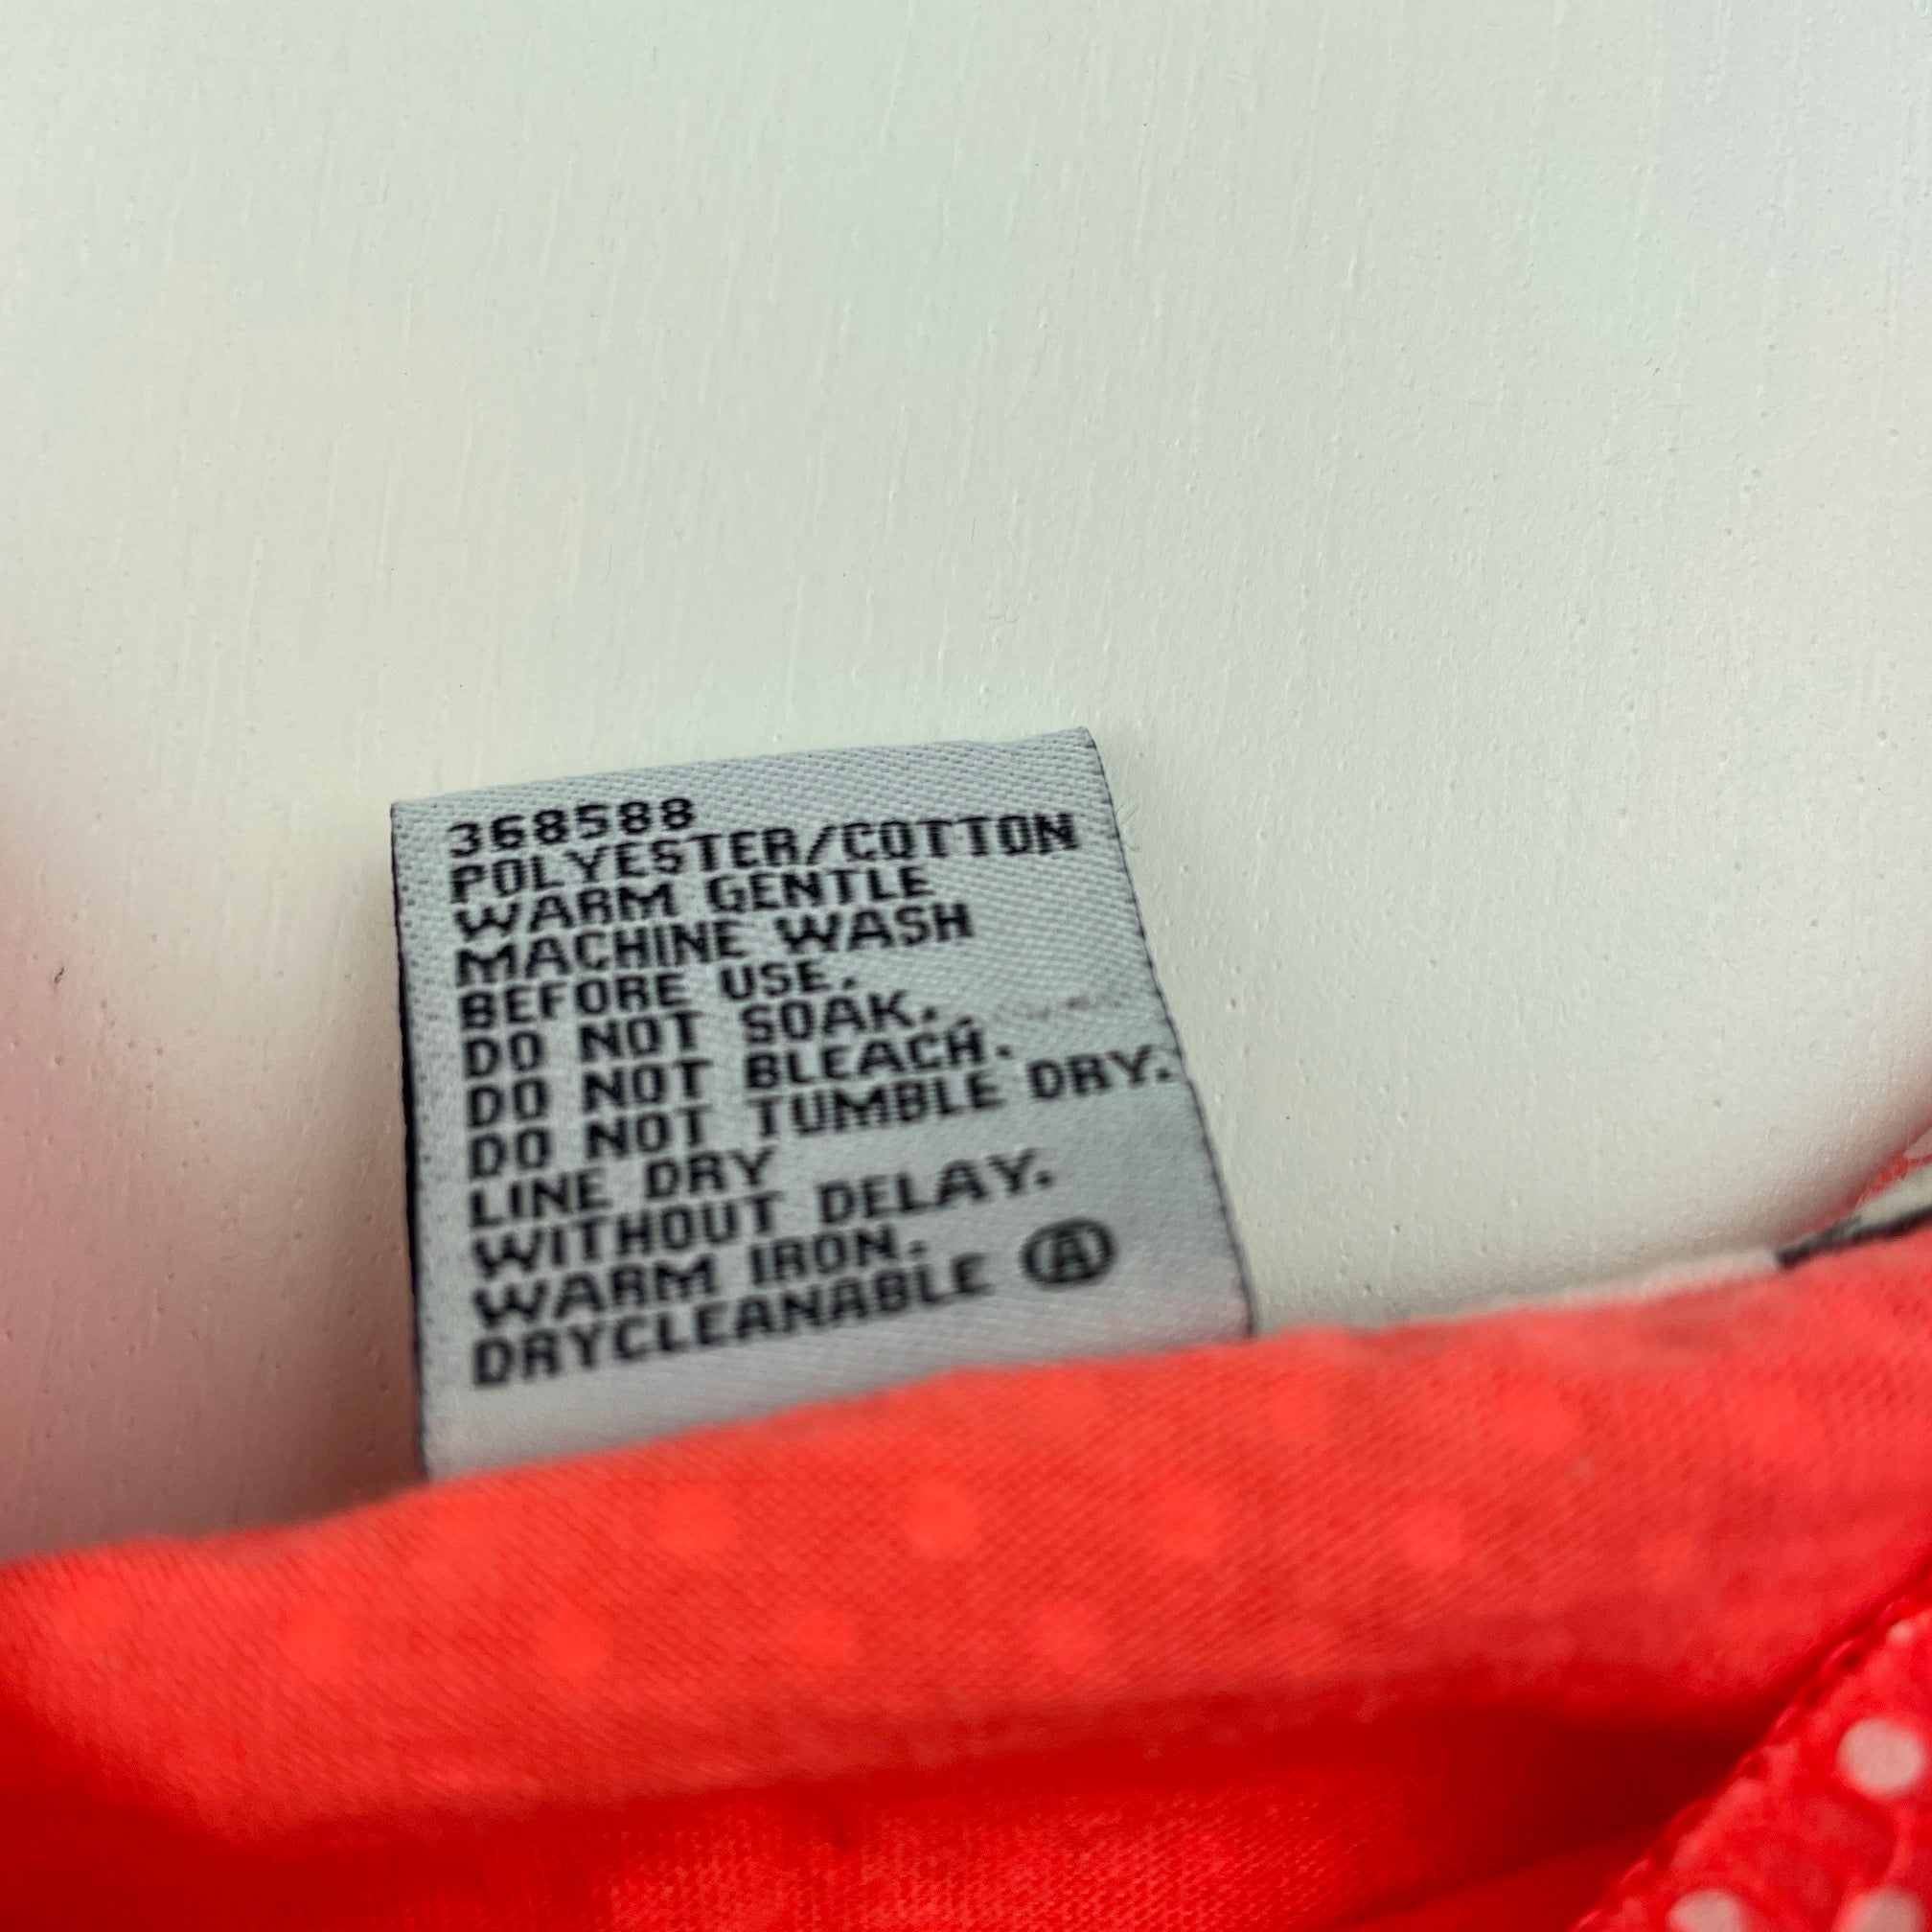 368588
POLYESTER/COTTON
WARM GENTLE
MACHINE WASH
BEFORE USE.
DO NOT SOAK.
DO NOT BLEACH.
DO NOT TUMBLE DRY.
LINE DRY
WITHOUT DELAY.
WARM IRON.
DRYCLEANABLE Ⓐ